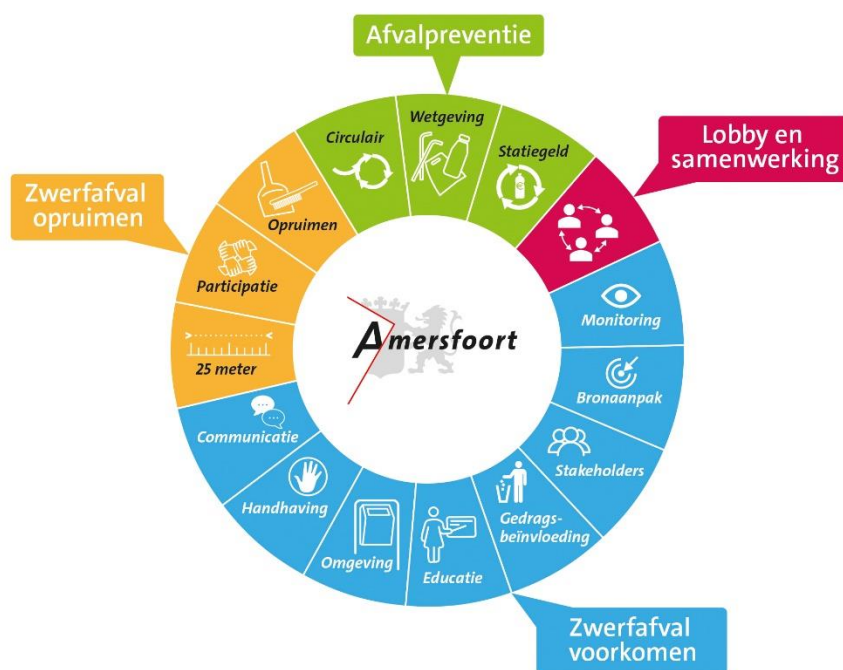 Afvalpreventie
Circulair
Wetgeving
Statiegeld
Lobby en
samenwerking
Zwerfafval
opruimen
Opruimen
Participatie
25 meter
Monitoring
Bronaanpak
Stakeholders
Gedrags-
beïnvloeding
Educatie
Omgeving
Handhaving
Communicatie
Amersfoort
Zwerfafval
voorkomen